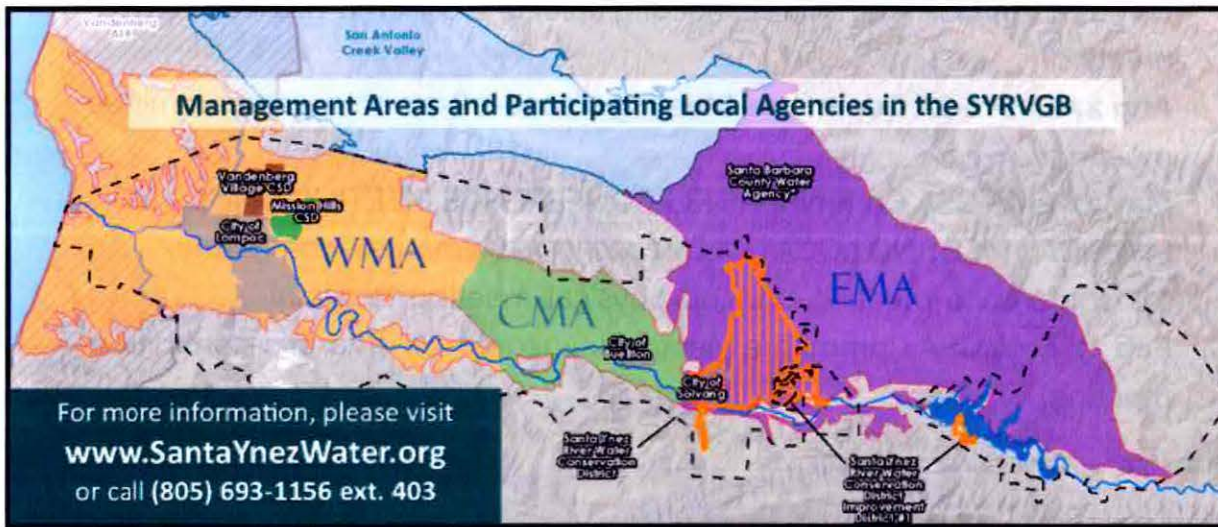 Vandenberg
San Antonio
Creek Valley
Management Areas and Participating Local Agencies in the SYRVGB
Santa Barbara
County Water
Agency*
Vandenberg
Village CSD
Mission Hills
CSD
City of
Lompoc
WMA
EMA
CMA
City of
Buellton
City of
Solvang
For more information, please visit
www.SantaYnezWater.org
or call (805) 693-1156 ext. 403
Santa Ynez
River Water
Conservation
District
Santa Ynez
River Water
Conservation
District
Improvement
District #1